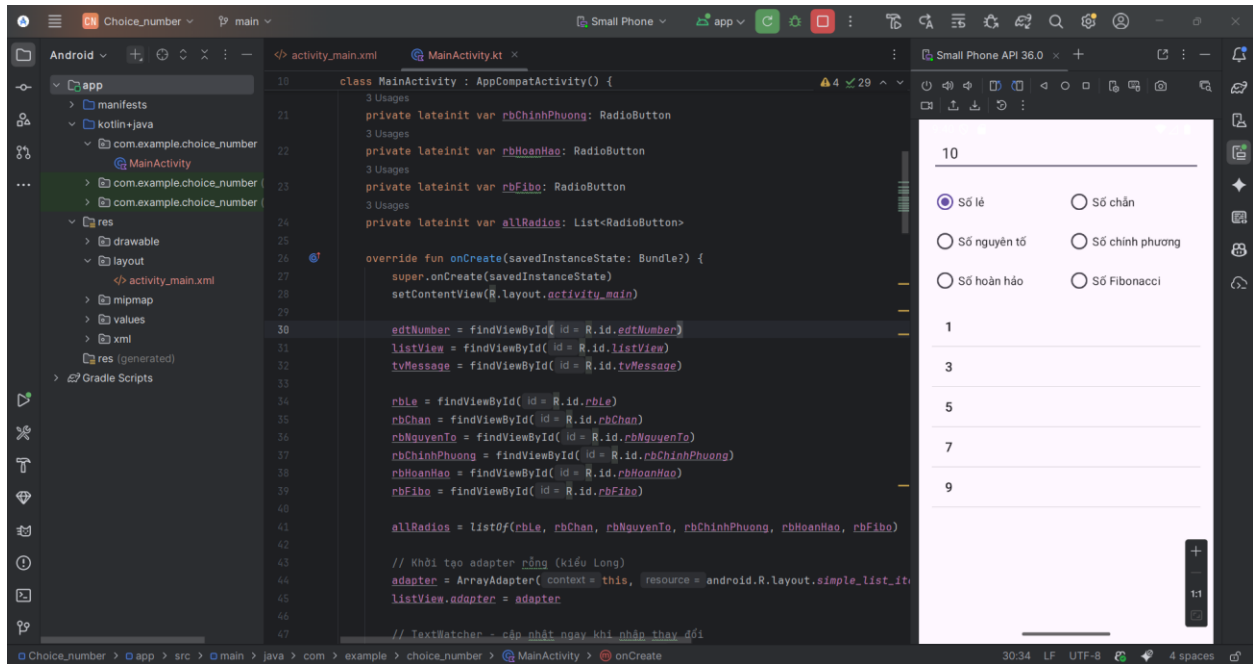 CN Choice_number main Small Phone app
Android
app
manifests
kotlin+java
com.example.choice_number
MainActivity
com.example.choice_number (
com.example.choice_number (
res
drawable
layout
activity_main.xml
mipmap
values
xml
res (generated)
Gradle Scripts
activity_main.xml MainActivity.kt
4 29
10 class MainActivity : AppCompatActivity() {
3 Usages
21 private lateinit var rbChinhPhuong: RadioButton
3 Usages
22 private lateinit var rbHoanHao: RadioButton
3 Usages
23 private lateinit var rbFibo: RadioButton
3 Usages
24 private lateinit var allRadios: List<RadioButton>
25
26 override fun onCreate(savedInstanceState: Bundle?) {
27 super.onCreate(savedInstanceState)
28 setContentView(R.layout.activity_main)
29
30 edtNumber = findViewById( id = R.id.edtNumber)
31 listView = findViewById( id = R.id.listView)
32 tvMessage = findViewById( id = R.id.tvMessage)
33
34 rbLe = findViewById( id = R.id.rbLe)
35 rbChan = findViewById( id = R.id.rbChan)
36 rbNguyenTo = findViewById( id = R.id.rbNguyenTo)
37 rbChinhPhuong = findViewById( id = R.id.rbChinhPhuong)
38 rbHoanHao = findViewById( id = R.id.rbHoanHao)
39 rbFibo = findViewById( id = R.id.rbFibo)
40
41 allRadios = listOf(rbLe, rbChan, rbNguyenTo, rbChinhPhuong, rbHoanHao, rbFibo)
42
43 // Khởi tạo adapter rỗng (kiểu Long)
44 adapter = ArrayAdapter( context = this, resource = android.R.layout.simple_list_ite
45 listView.adapter = adapter
46
47 // TextWatcher - cập nhật ngay khi nhập thay đổi
Small Phone API 36.0
10
Số lẻ Số chẵn
Số nguyên tố Số chính phương
Số hoàn hảo Số Fibonacci
1
3
5
7
9
1:1
Choice_number > app > src > main > java > com > example > choice_number > MainActivity > onCreate
30:34 LF UTF-8 4 spaces